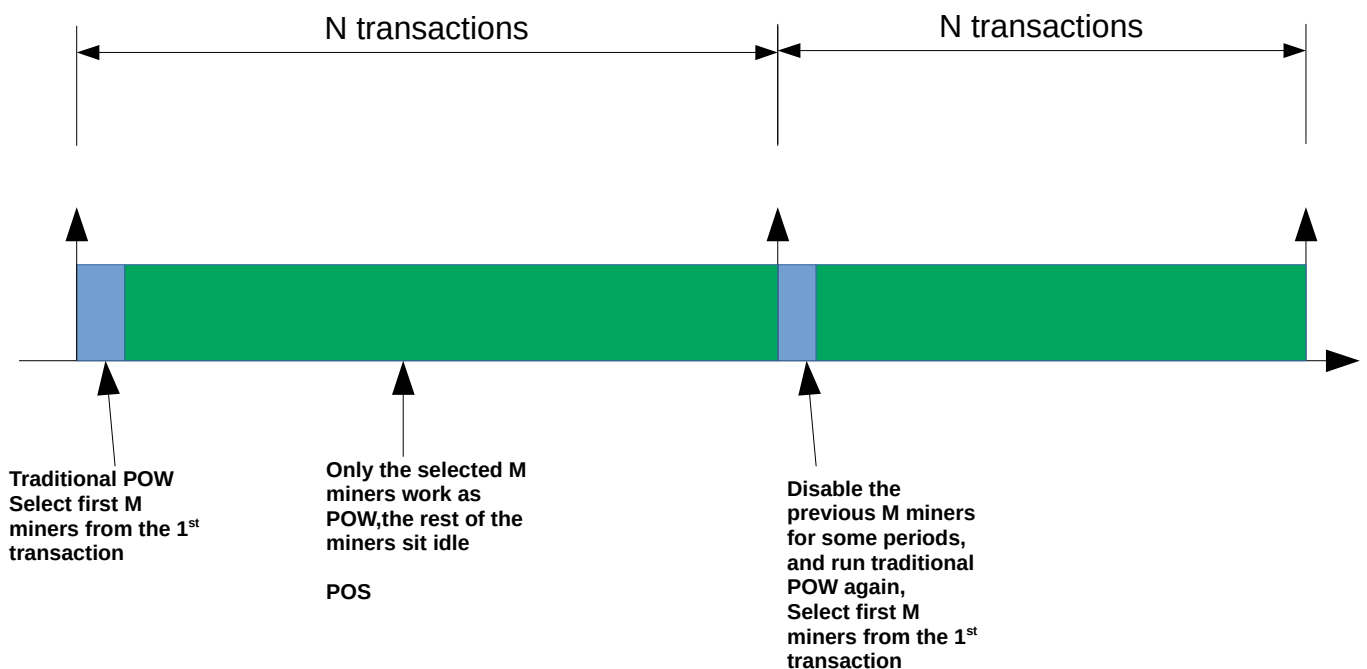 N transactions
N transactions
Traditional POW
Select first M
miners from the 1st
transaction
Only the selected M
miners work as
POW,the rest of the
miners sit idle
POS
Disable the
previous M miners
for some periods,
and run traditional
POW again,
Select first M
miners from the 1st
transaction